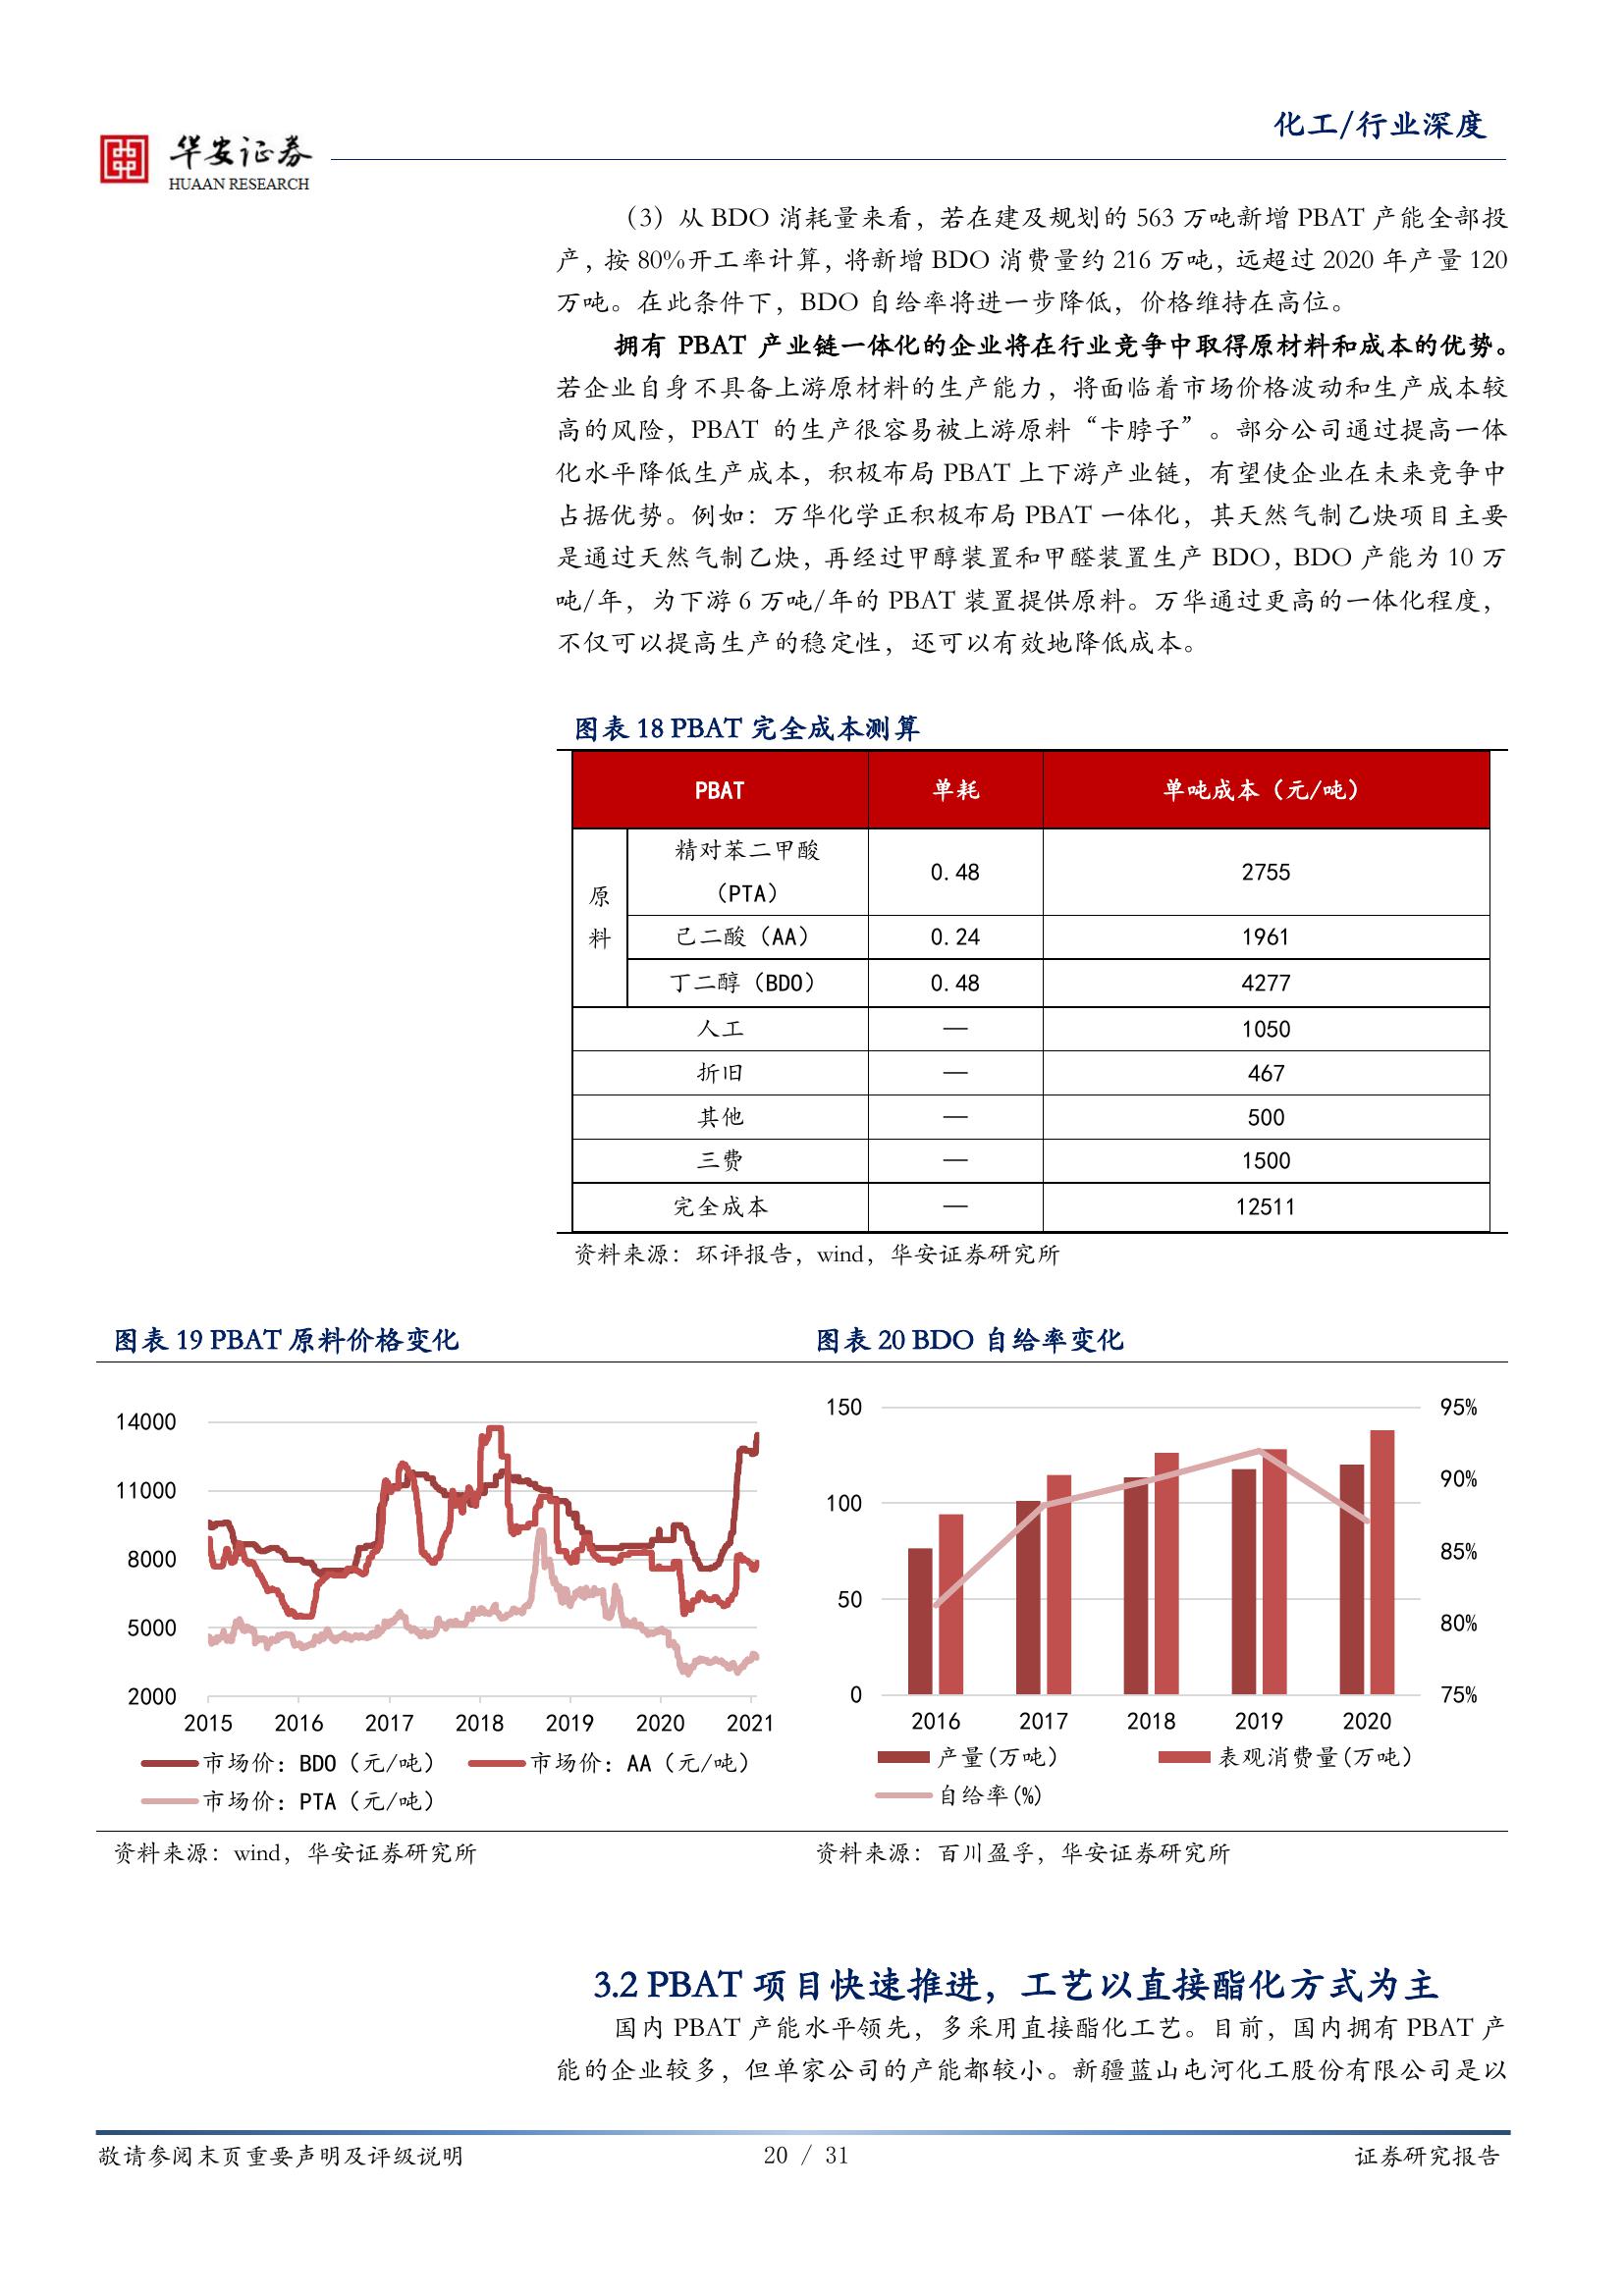 化工/行业深度
华安证券
HUAAN RESEARCH
（3）从 BDO 消耗量来看，若在建及规划的 563 万吨新增 PBAT 产能全部投
产，按 80%开工率计算，将新增 BDO 消费量约 216 万吨，远超过 2020 年产量 120
万吨。在此条件下，BDO 自给率将进一步降低，价格维持在高位。
拥有 PBAT 产业链一体化的企业将在行业竞争中取得原材料和成本的优势。
若企业自身不具备上游原材料的生产能力，将面临着市场价格波动和生产成本较
高的风险，PBAT 的生产很容易被上游原料“卡脖子”。部分公司通过提高一体
化水平降低生产成本，积极布局 PBAT 上下游产业链，有望使企业在未来竞争中
占据优势。例如：万华化学正积极布局 PBAT 一体化，其天然气制乙炔项目主要
是通过天然气制乙炔，再经过甲醇装置和甲醛装置生产 BDO，BDO 产能为 10 万
吨/年，为下游 6 万吨/年的 PBAT 装置提供原料。万华通过更高的一体化程度，
不仅可以提高生产的稳定性，还可以有效地降低成本。
图表 18 PBAT 完全成本测算
PBAT 单耗 单吨成本（元/吨）
原料
精对苯二甲酸（PTA） 0.48 2755
己二酸（AA） 0.24 1961
丁二醇（BDO） 0.48 4277
人工 — 1050
折旧 — 467
其他 — 500
三费 — 1500
完全成本 — 12511
资料来源：环评报告，wind，华安证券研究所
图表 19 PBAT 原料价格变化
14000
11000
8000
5000
2000
2015 2016 2017 2018 2019 2020 2021
市场价：BDO（元/吨） 市场价：AA（元/吨）
市场价：PTA（元/吨）
资料来源：wind，华安证券研究所
图表 20 BDO 自给率变化
150 95%
90%
100
85%
50
80%
0 75%
2016 2017 2018 2019 2020
产量(万吨) 表观消费量(万吨)
自给率(%)
资料来源：百川盈孚，华安证券研究所
3.2 PBAT 项目快速推进，工艺以直接酯化方式为主
国内 PBAT 产能水平领先，多采用直接酯化工艺。目前，国内拥有 PBAT 产
能的企业较多，但单家公司的产能都较小。新疆蓝山屯河化工股份有限公司是以
敬请参阅末页重要声明及评级说明 20 / 31 证券研究报告